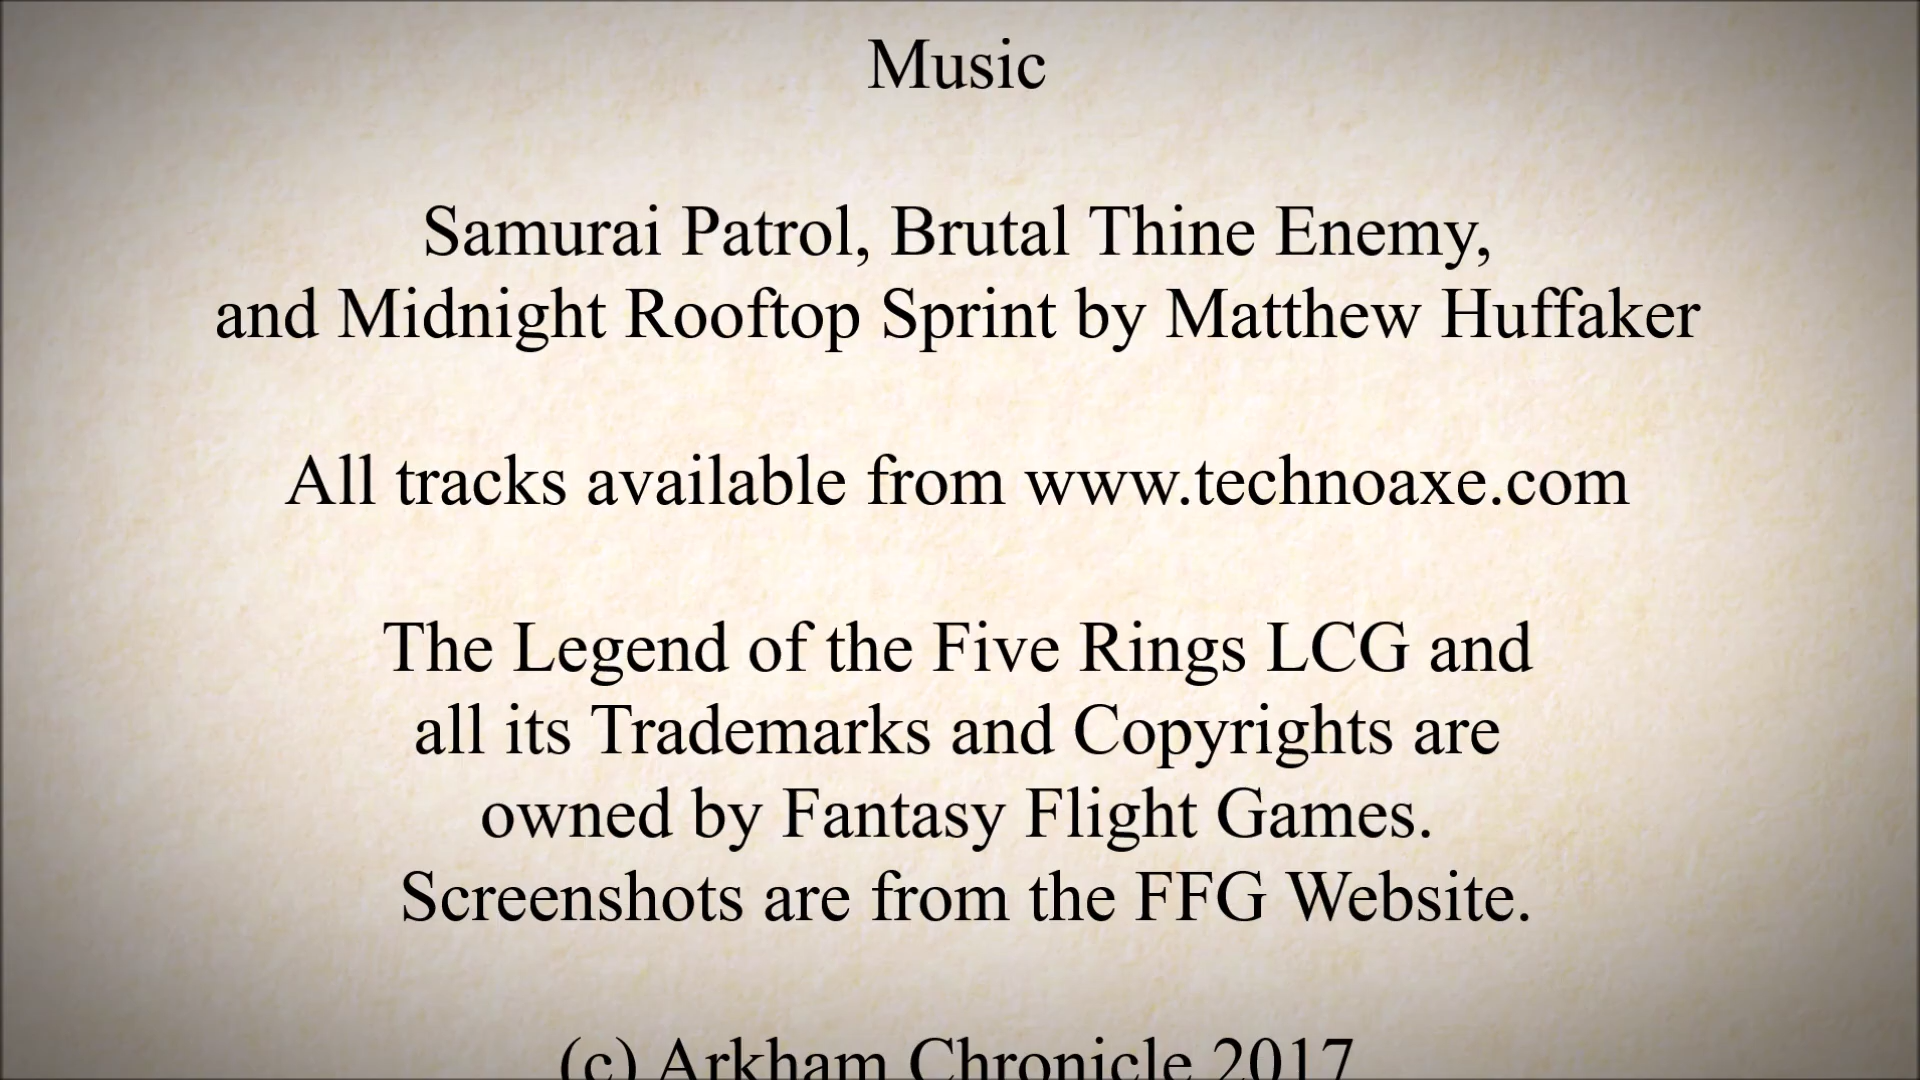 Music
Samurai Patrol, Brutal Thine Enemy,
and Midnight Rooftop Sprint by Matthew Huffaker
All tracks available from www.technoaxe.com
The Legend of the Five Rings LCG and
all its Trademarks and Copyrights are
owned by Fantasy Flight Games.
Screenshots are from the FFG Website.
(c) Arkham Chronicle 2017